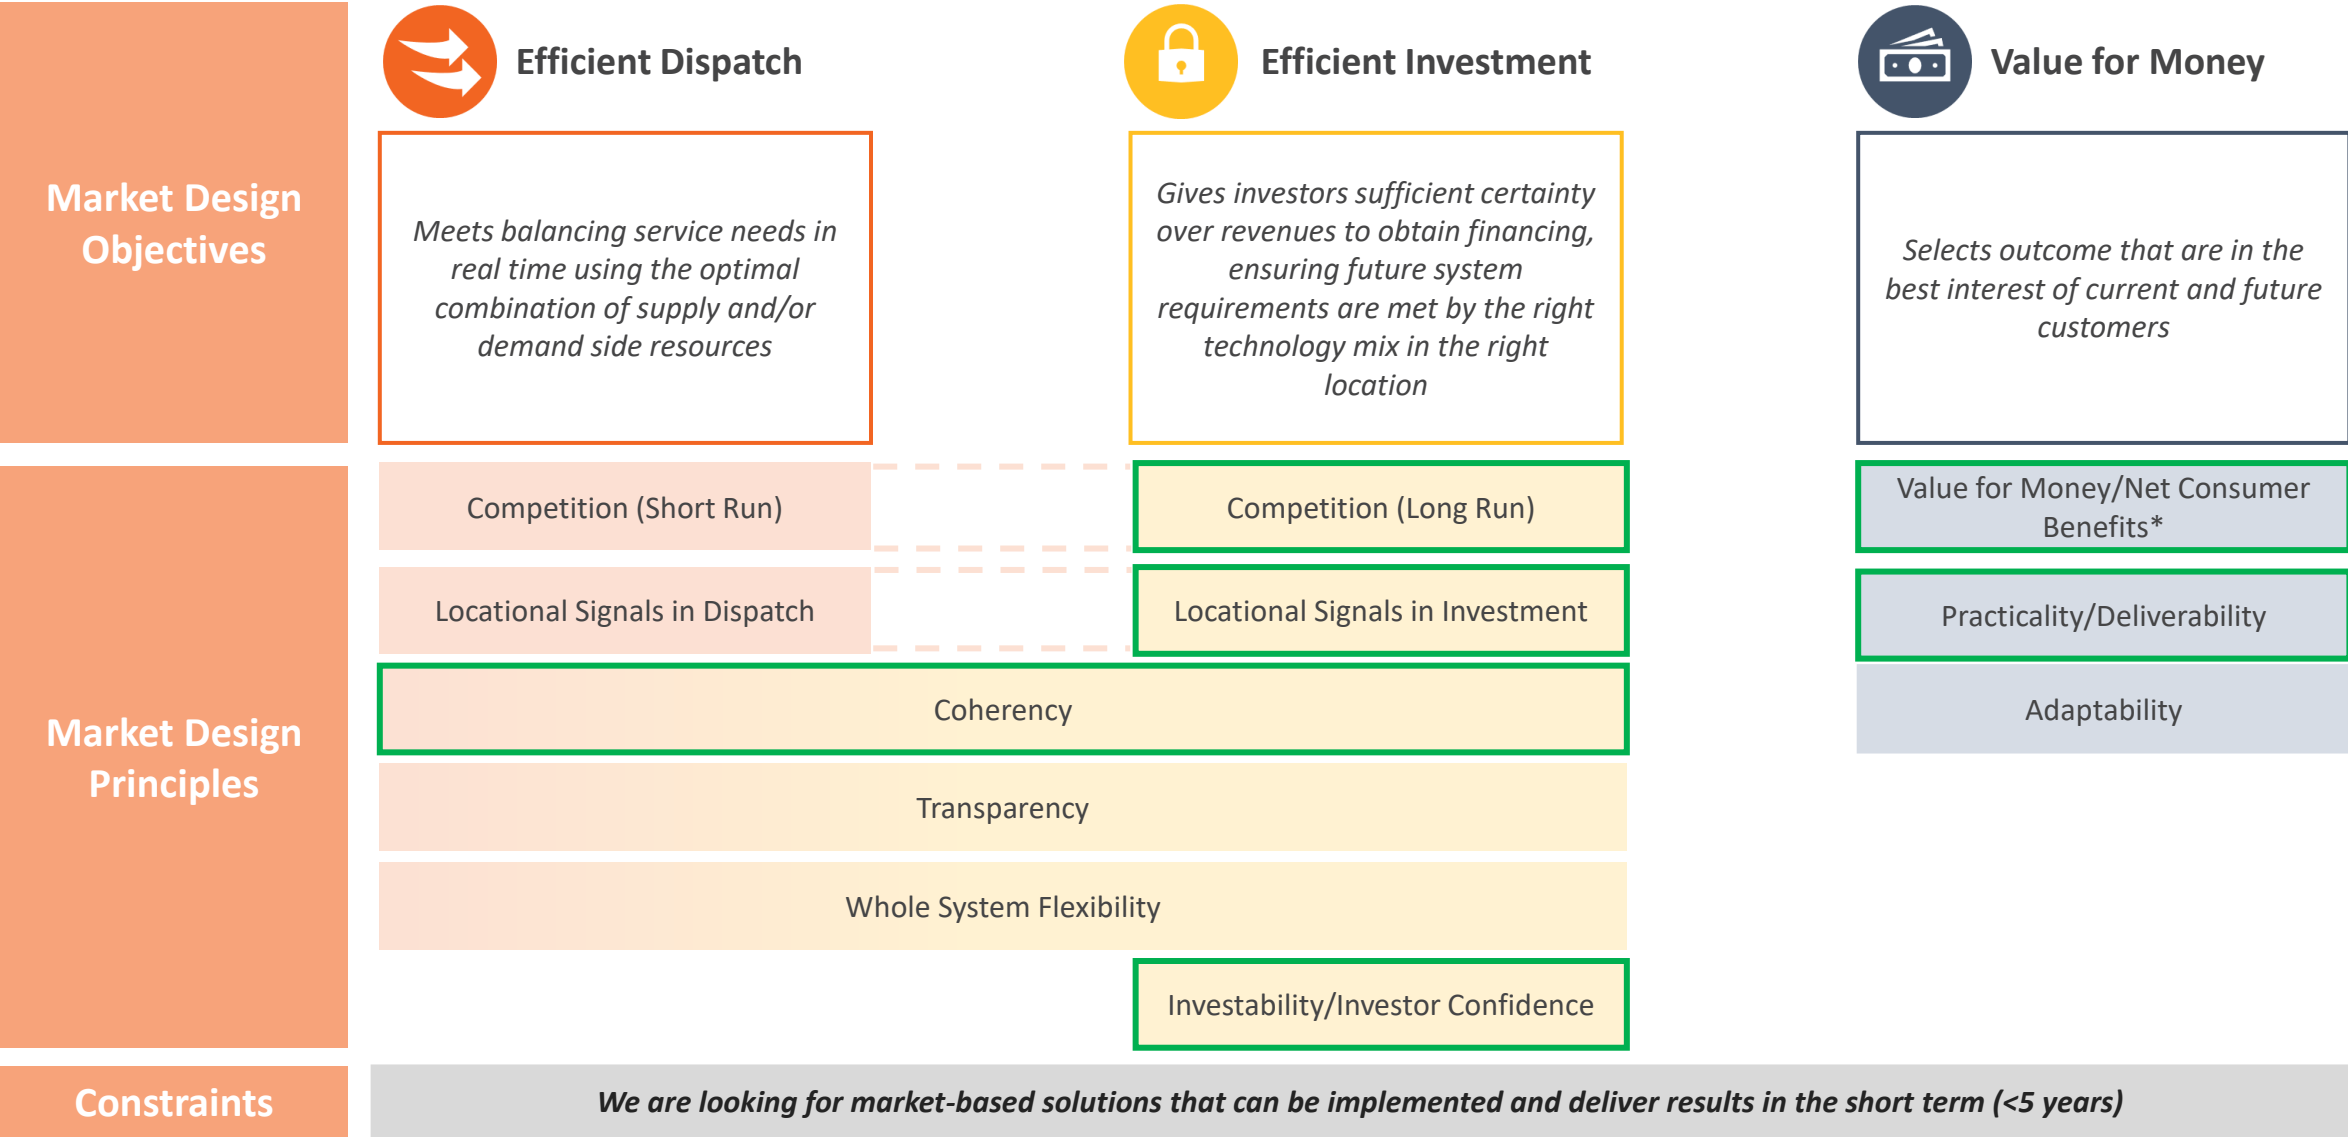 Market Design
Objectives
Efficient Dispatch
Meets balancing service needs in
real time using the optimal
combination of supply and/or
demand side resources
Efficient Investment
Gives investors sufficient certainty
over revenues to obtain financing,
ensuring future system
requirements are met by the right
technology mix in the right
location
Value for Money
Selects outcome that are in the
best interest of current and future
customers
Market Design
Principles
Competition (Short Run)
Competition (Long Run)
Value for Money/Net Consumer
Benefits*
Locational Signals in Dispatch
Locational Signals in Investment
Practicality/Deliverability
Coherency
Adaptability
Transparency
Whole System Flexibility
Investability/Investor Confidence
Constraints
We are looking for market-based solutions that can be implemented and deliver results in the short term (<5 years)